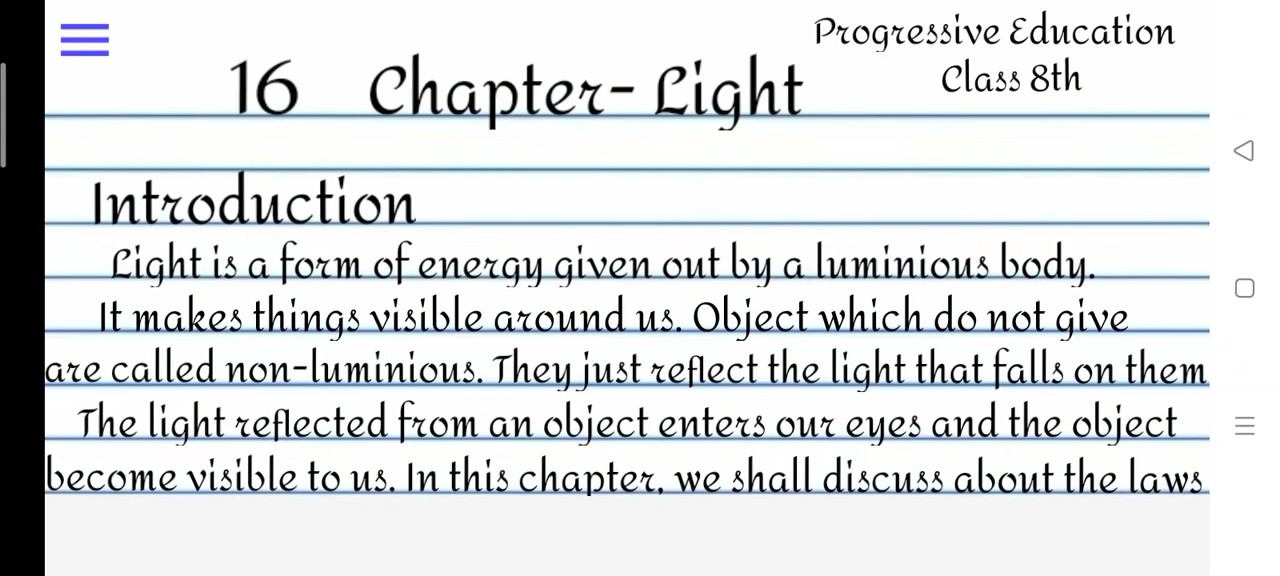 Progressive Education
Class 8th
16 Chapter- Light
Introduction
Light is a form of energy given out by a luminious body.
It makes things visible around us. Object which do not give
are called non-luminious. They just reflect the light that falls on them
The light reflected from an object enters our eyes and the object
become visible to us. In this chapter, we shall discuss about the laws